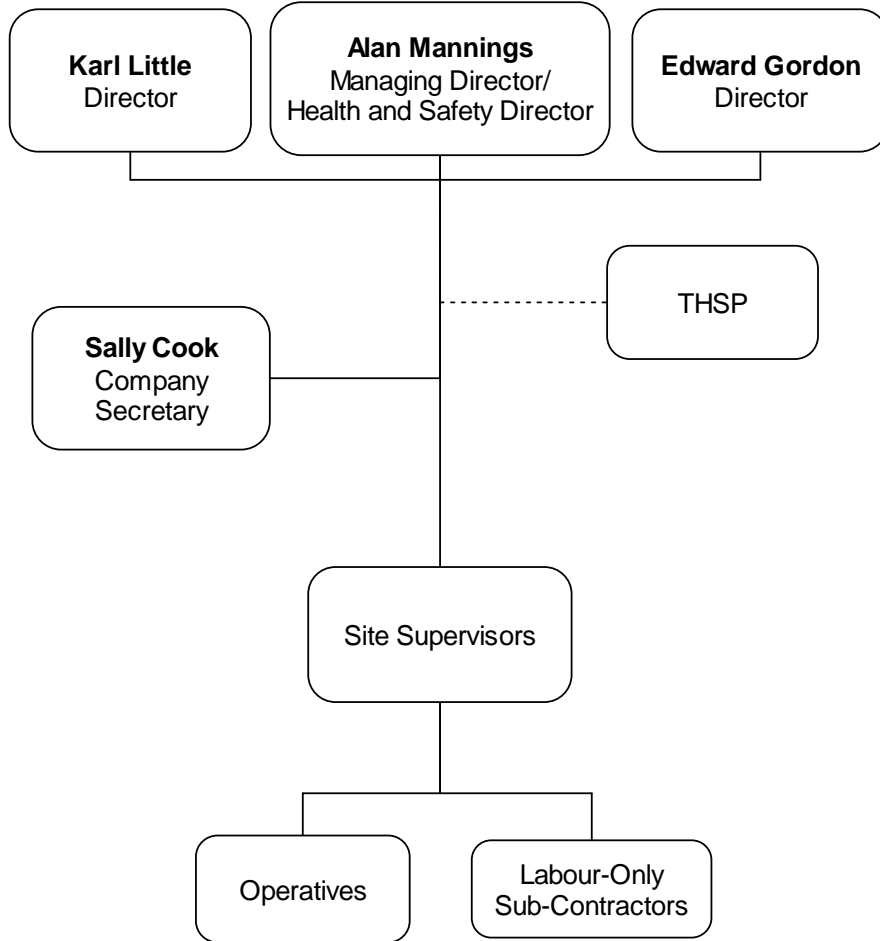 Karl Little
Director
Alan Mannings
Managing Director/
Health and Safety Director
Edward Gordon
Director
THSP
Sally Cook
Company
Secretary
Site Supervisors
Operatives
Labour-Only
Sub-Contractors